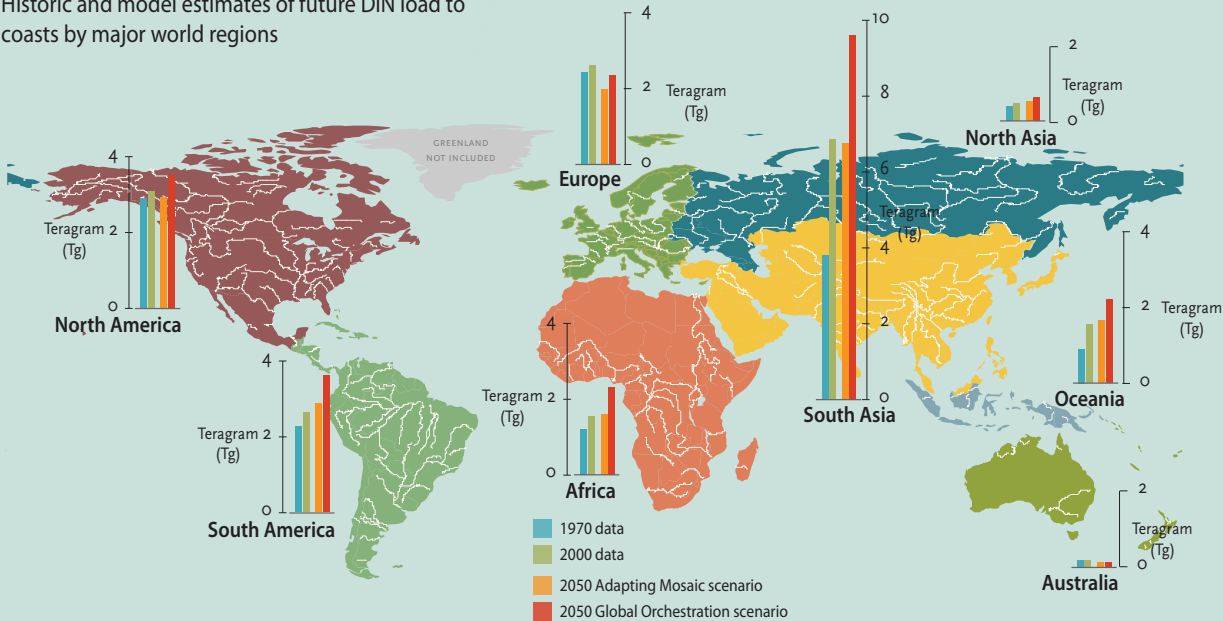 Historic and model estimates of future DIN load to
coasts by major world regions
GREENLAND
NOT INCLUDED
4
Teragram 2
(Tg)
0
North America
4
2
Teragram
(Tg)
0
Europe
10
8
6
Teragram
(Tg)
4
2
0
South Asia
2
Teragram
(Tg)
0
North Asia
4
2
Teragram
(Tg)
0
Oceania
4
Teragram 2
(Tg)
0
South America
4
Teragram 2
(Tg)
0
Africa
2
Teragram
(Tg)
0
Australia
1970 data
2000 data
2050 Adapting Mosaic scenario
2050 Global Orchestration scenario